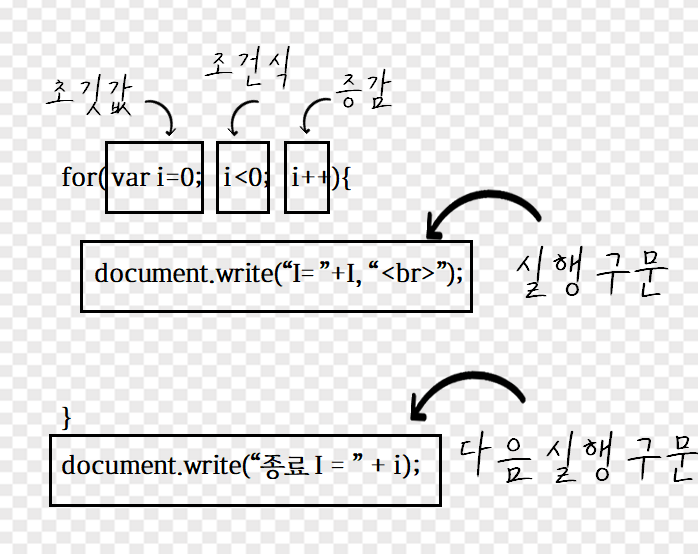 초깃값 조건식 증감
for(var i=0; i<0; i++){
document.write(“I= ”+I, “<br>”);
실행구문
}
document.write(“종료 I = ” + i);
다음실행구문